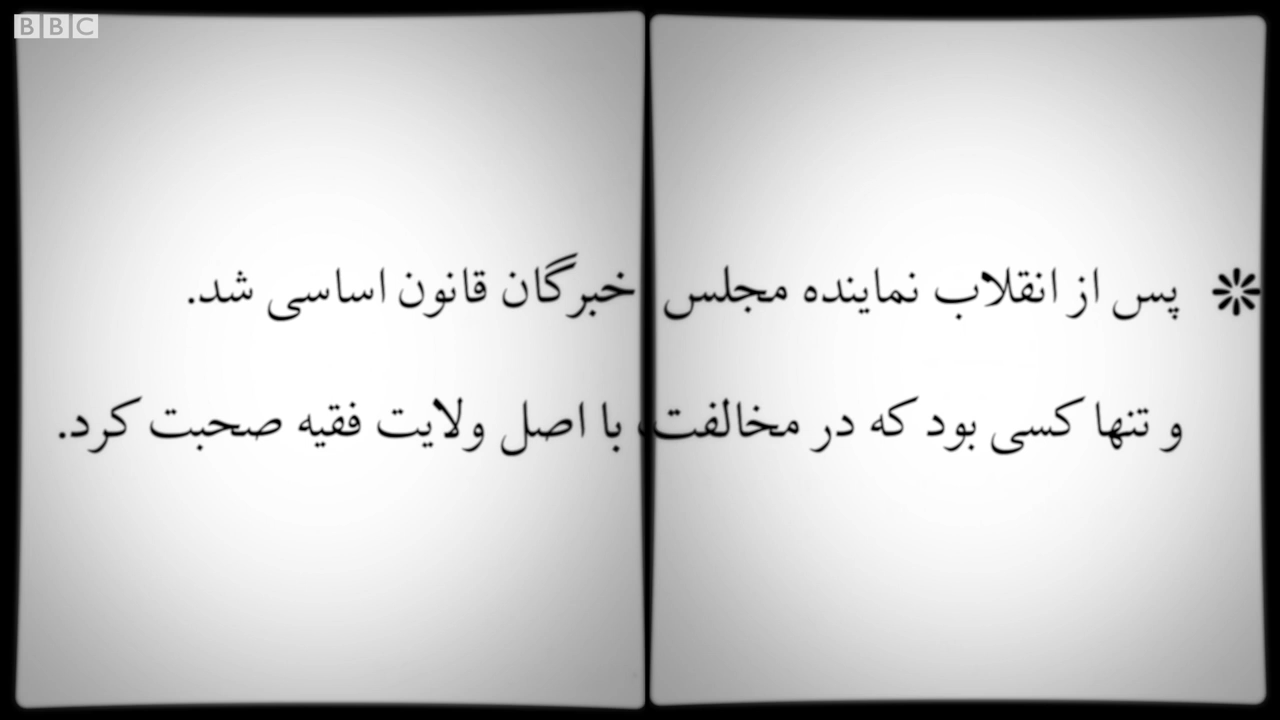 BBC
❊ پس از انقلاب نماینده مجلس خبرگان قانون اساسی شد.
و تنها کسی بود که در مخالفت با اصل ولایت فقیه صحبت کرد.